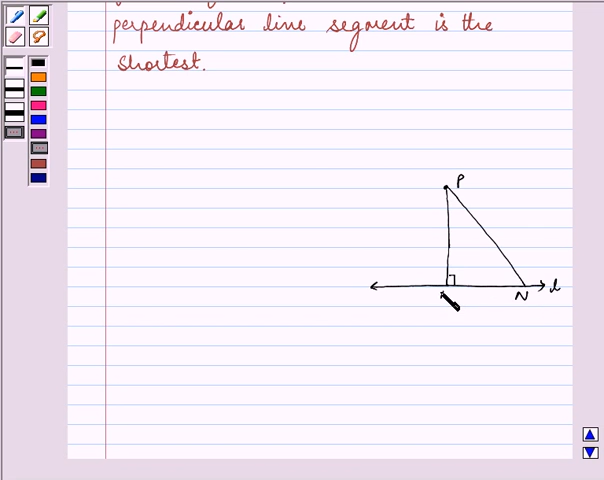 perpendicular line segment is the
shortest.
P
N
l